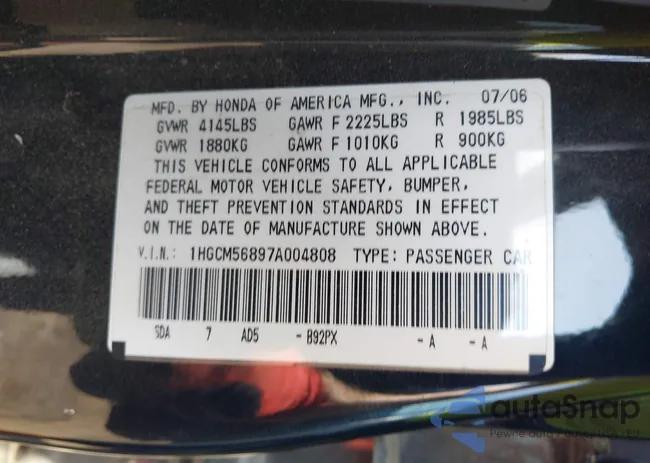 MFD. BY HONDA OF AMERICA MFG., INC. 07/06
GVWR 4145LBS GAWR F 2225LBS R 1985LBS
GVWR 1880KG GAWR F 1010KG R 900KG
THIS VEHICLE CONFORMS TO ALL APPLICABLE
FEDERAL MOTOR VEHICLE SAFETY, BUMPER,
AND THEFT PREVENTION STANDARDS IN EFFECT
ON THE DATE OF MANUFACTURE SHOWN ABOVE.
V.I.N.: 1HGCM56897A004808 TYPE: PASSENGER CAR
SDA 7 AD5 - B92PX - A - A
autoSnap
Pewne auto z